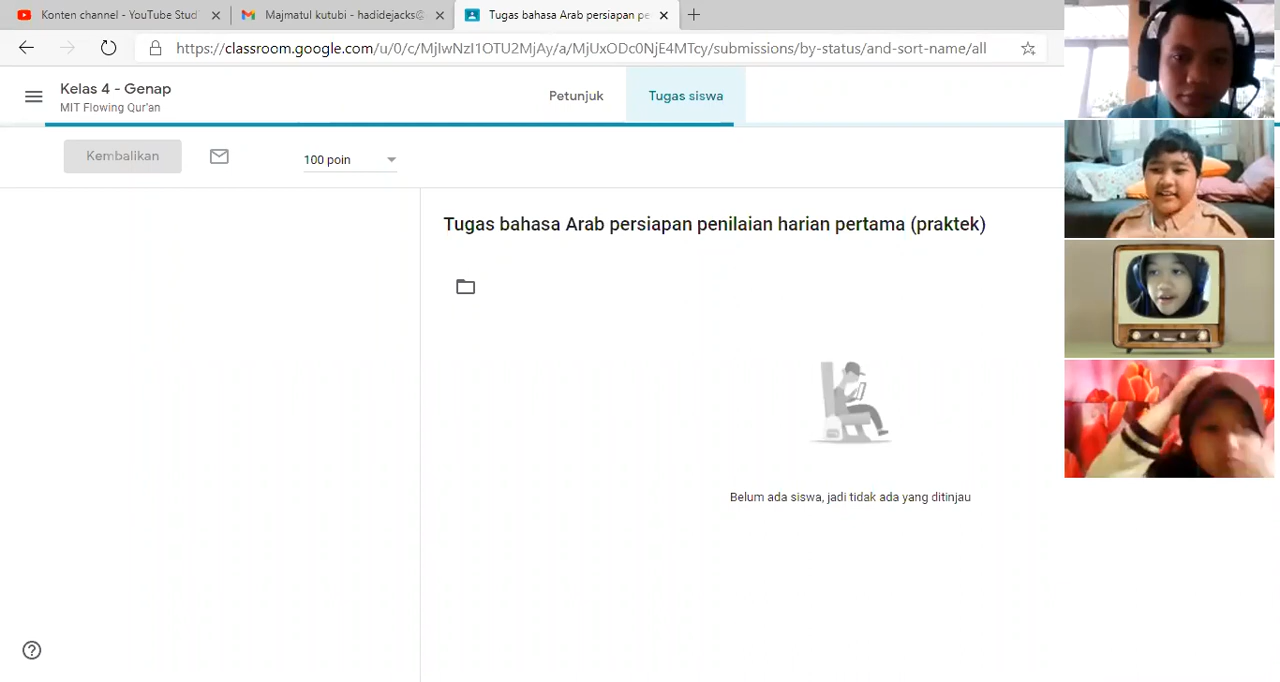 Konten channel - YouTube Stud
Majmatul kutubi - hadidejacks@
Tugas bahasa Arab persiapan pe
https://classroom.google.com/u/0/c/MjIwNzI1OTU2MjAy/a/MjUxODc0NjE4MTcy/submissions/by-status/and-sort-name/all
Kelas 4 - Genap
MIT Flowing Qur'an
Petunjuk
Tugas siswa
Kembalikan
100 poin
Tugas bahasa Arab persiapan penilaian harian pertama (praktek)
Belum ada siswa, jadi tidak ada yang ditinjau